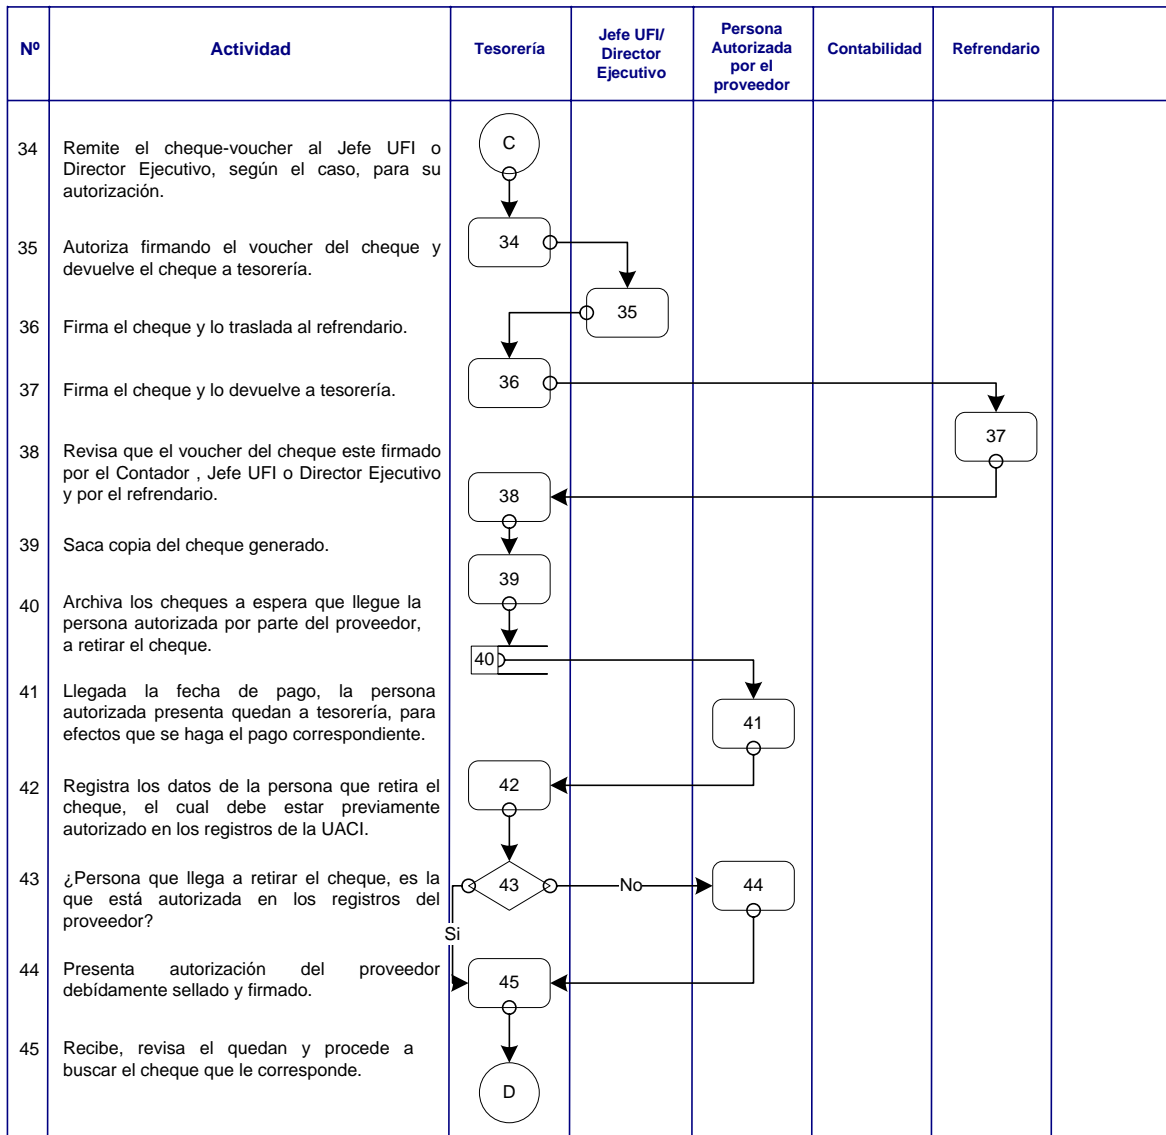 Nº
Actividad
Tesorería
Jefe UFI/
Director
Ejecutivo
Persona
Autorizada
por el
proveedor
Contabilidad
Refrendario
34
Remite el cheque-voucher al Jefe UFI o
Director Ejecutivo, según el caso, para su
autorización.
35
Autoriza firmando el voucher del cheque y
devuelve el cheque a tesorería.
36
Firma el cheque y lo traslada al refrendario.
37
Firma el cheque y lo devuelve a tesorería.
38
Revisa que el voucher del cheque este firmado
por el Contador , Jefe UFI o Director Ejecutivo
y por el refrendario.
39
Saca copia del cheque generado.
40
Archiva los cheques a espera que llegue la
persona autorizada por parte del proveedor,
a retirar el cheque.
41
Llegada la fecha de pago, la persona
autorizada presenta quedan a tesorería, para
efectos que se haga el pago correspondiente.
42
Registra los datos de la persona que retira el
cheque, el cual debe estar previamente
autorizado en los registros de la UACI.
43
¿Persona que llega a retirar el cheque, es la
que está autorizada en los registros del
proveedor?
44
Presenta autorización del proveedor
debídamente sellado y firmado.
45
Recibe, revisa el quedan y procede a
buscar el cheque que le corresponde.
C
34
35
36
37
38
39
40
41
42
43
No
44
Si
45
D